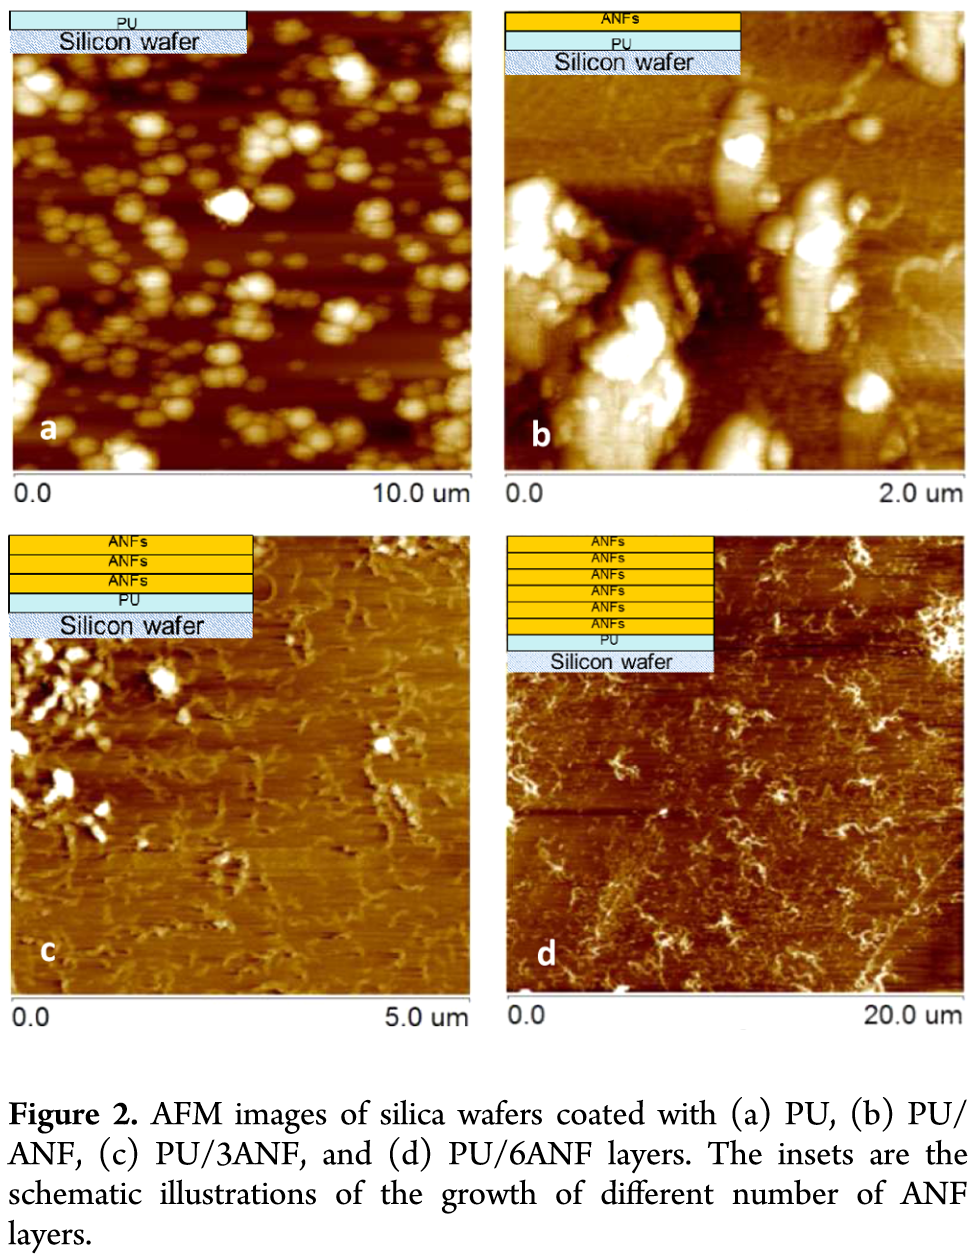 PU
Silicon wafer
a
0.0 10.0 um
ANFs
PU
Silicon wafer
b
0.0 2.0 um
ANFs
ANFs
ANFs
PU
Silicon wafer
c
0.0 5.0 um
ANFs
ANFs
ANFs
ANFs
ANFs
ANFs
PU
Silicon wafer
d
0.0 20.0 um
Figure 2. AFM images of silica wafers coated with (a) PU, (b) PU/
ANF, (c) PU/3ANF, and (d) PU/6ANF layers. The insets are the
schematic illustrations of the growth of different number of ANF
layers.